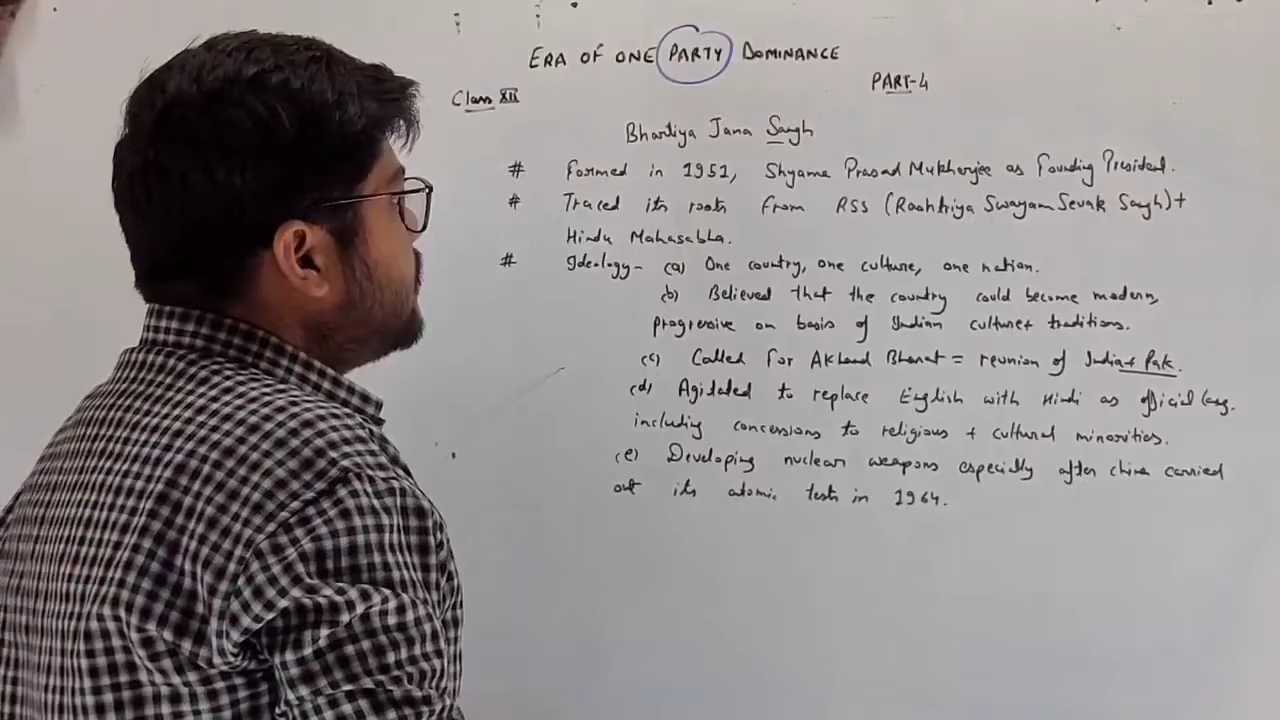 ERA OF ONE PARTY DOMINANCE
PART-4
Class XII
Bhartiya Jana Sangh
# Formed in 1951, Shyama Prasad Mukherjee as Founding President.
# Traced its roots from RSS (Rashtriya Swayam Sevak Sangh) +
Hindu Mahasabha.
# Ideology - (a) One country, one culture, one nation.
(b) Believed that the country could become modern,
progressive on basis of Indian culture + traditions.
(c) Called for Akhand Bharat = reunion of India + Pak.
(d) Agitated to replace English with Hindi as official lang.
including concessions to religious + cultural minorities.
(e) Developing nuclear weapons especially after china carried
out its atomic tests in 1964.